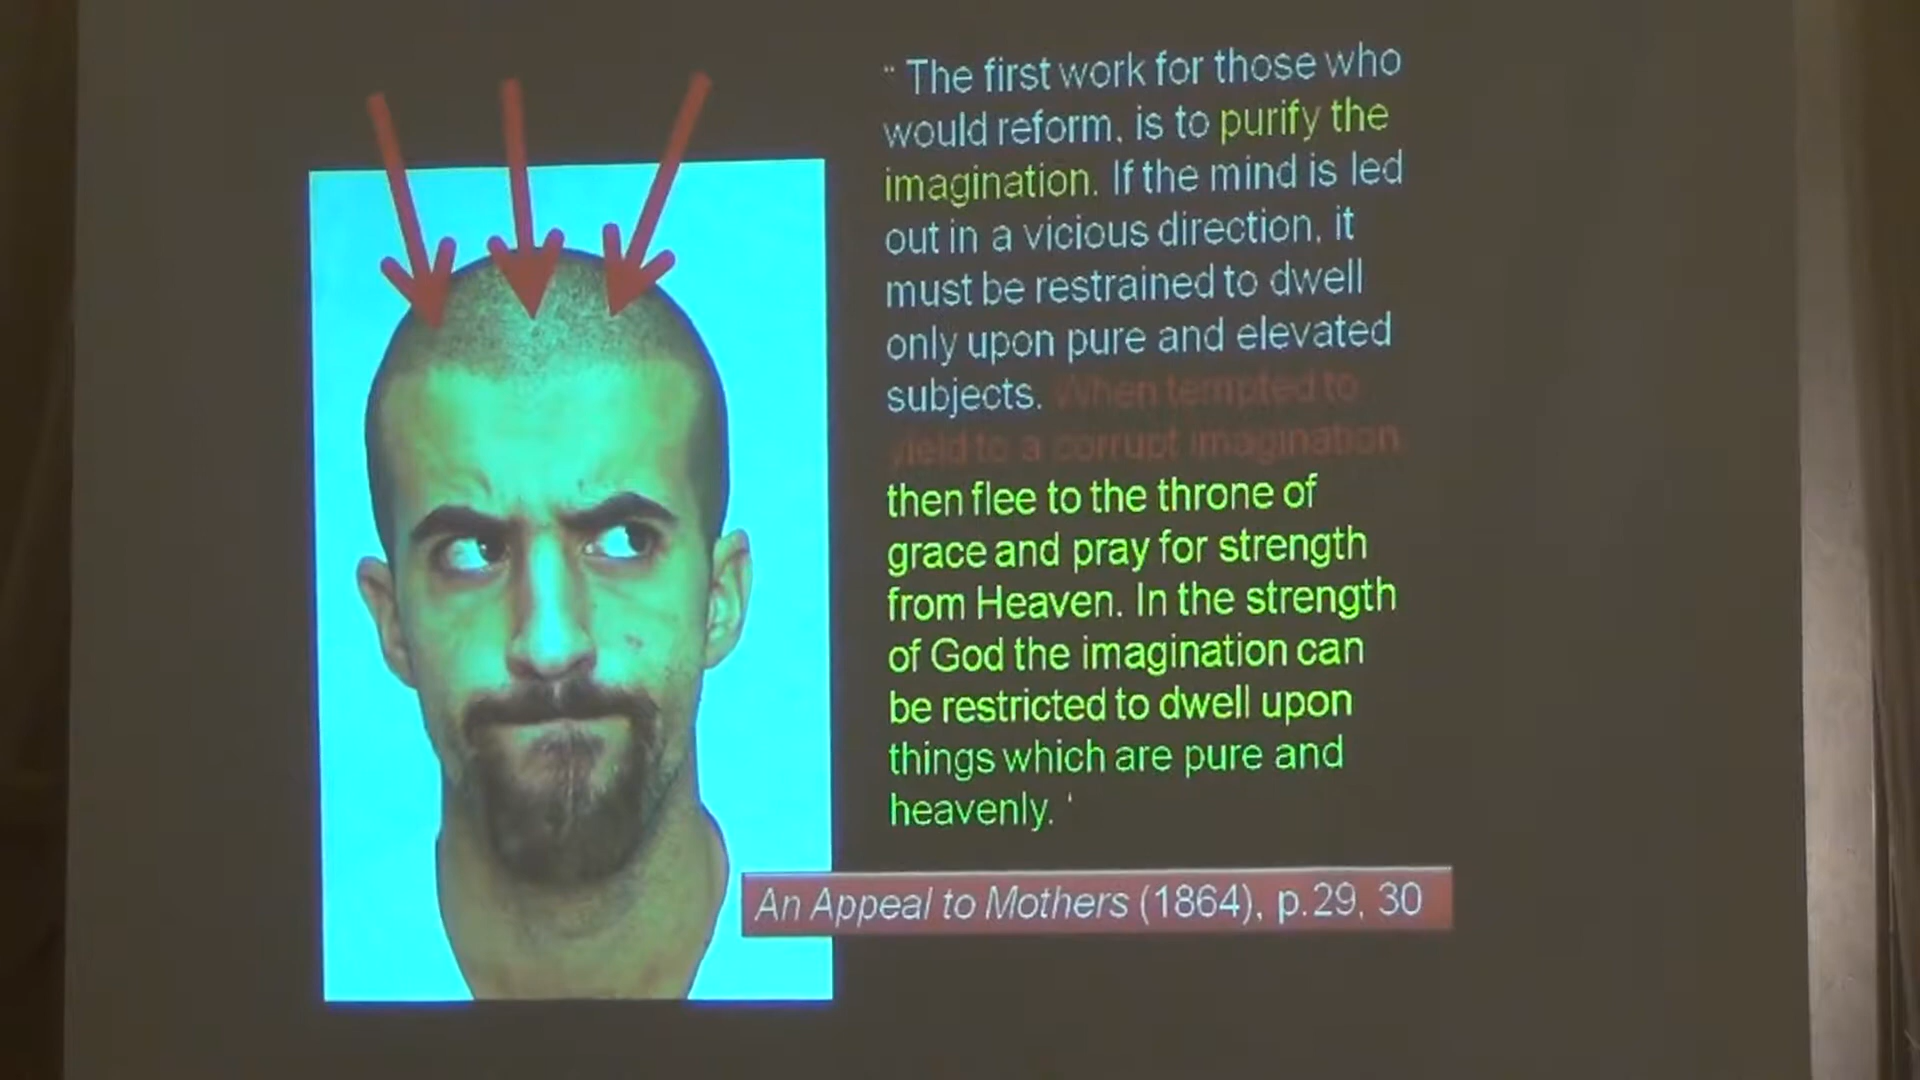 “ The first work for those who
would reform, is to purify the
imagination. If the mind is led
out in a vicious direction, it
must be restrained to dwell
only upon pure and elevated
subjects. When tempted to
yield to a corrupt imagination
then flee to the throne of
grace and pray for strength
from Heaven. In the strength
of God the imagination can
be restricted to dwell upon
things which are pure and
heavenly. ‘
An Appeal to Mothers (1864), p.29, 30